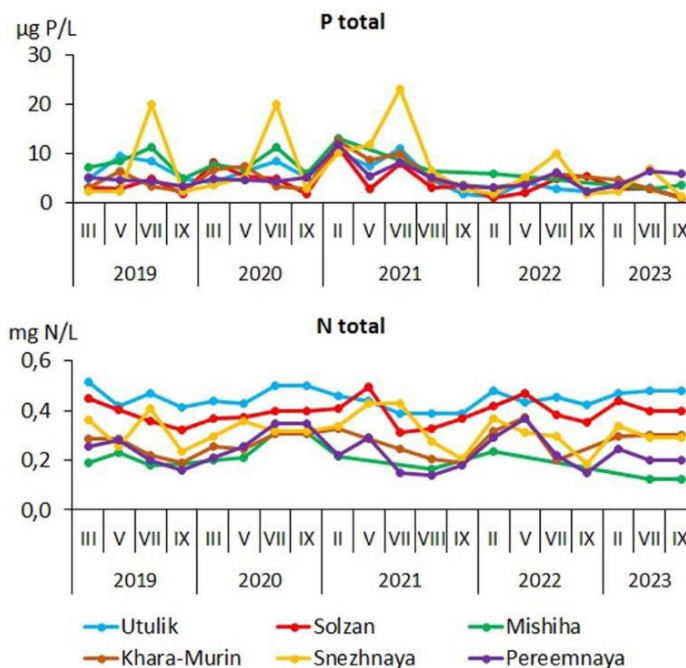 P total
µg P/L
30
20
10
0
III V VII IX III V VII IX II V VII VIII IX II V VII IX II VII IX
2019 2020 2021 2022 2023
N total
mg N/L
0,6
0,4
0,2
0,0
III V VII IX III V VII IX II V VII VIII IX II V VII IX II VII IX
2019 2020 2021 2022 2023
Utulik Solzan Mishiha
Khara-Murin Snezhnaya Pereemnaya